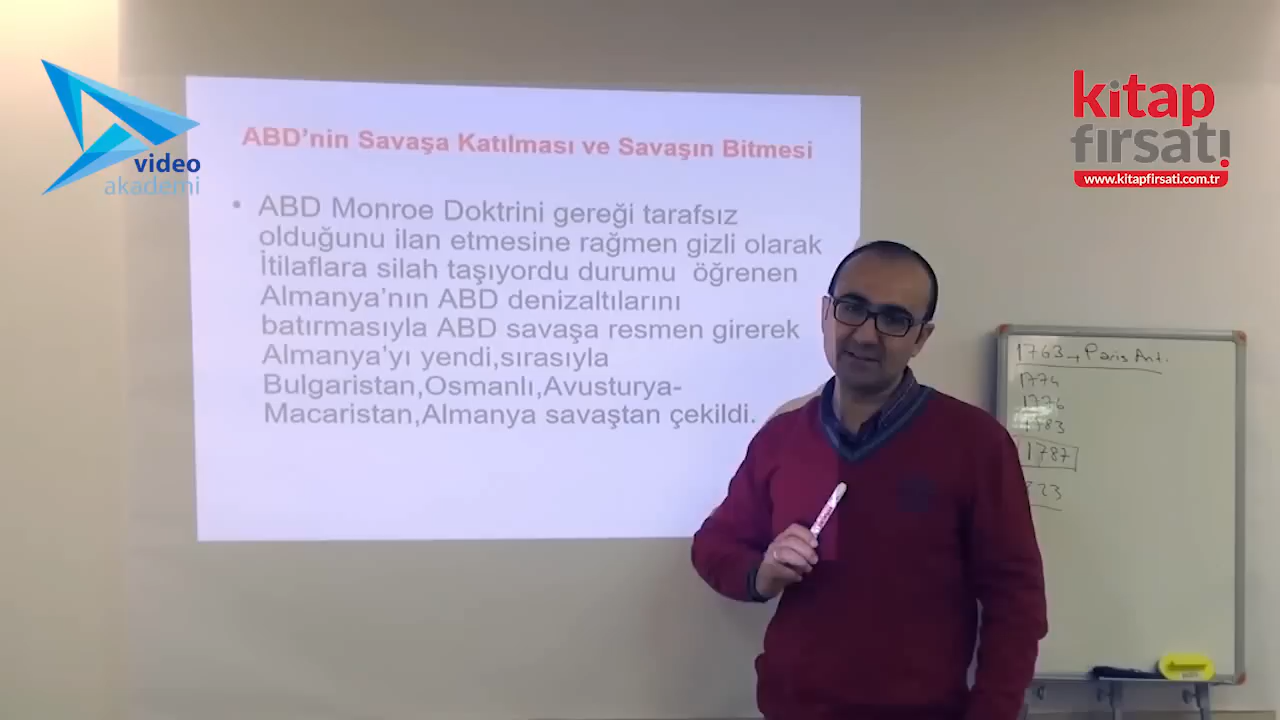 video
akademi
kitap
fırsatı
www.kitapfirsati.com.tr
ABD'nin Savaşa Katılması ve Savaşın Bitmesi
• ABD Monroe Doktrini gereği tarafsız
olduğunu ilan etmesine rağmen gizli olarak
İtilaflara silah taşıyordu durumu öğrenen
Almanya'nın ABD denizaltılarını
batırmasıyla ABD savaşa resmen girerek
Almanya'yı yendi,sırasıyla
Bulgaristan,Osmanlı,Avusturya-
Macaristan,Almanya savaştan çekildi.
1763→Paris Ant.
1774
1776
1783
1787